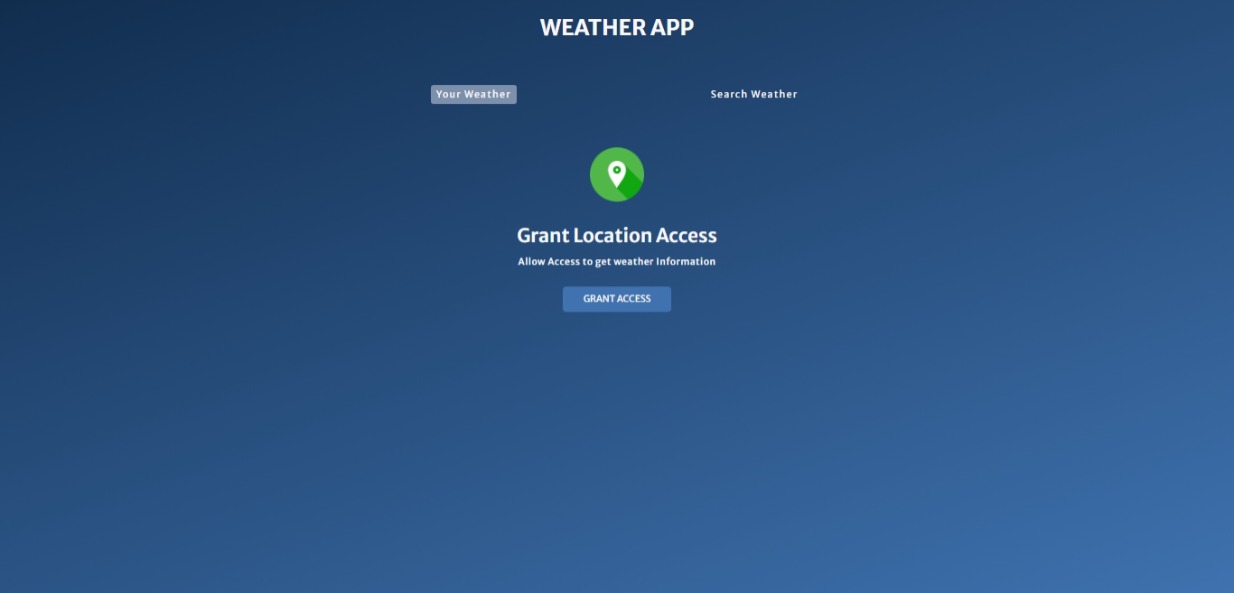 WEATHER APP
Your Weather
Search Weather
Grant Location Access
Allow Access to get weather Information
GRANT ACCESS